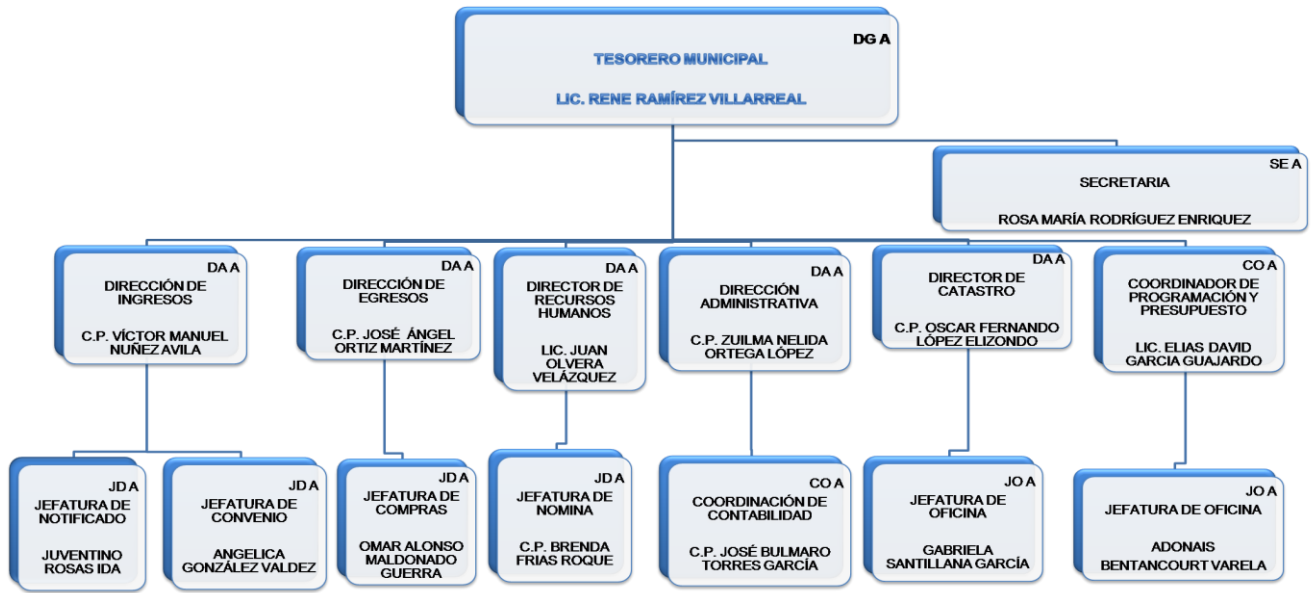 DG A
TESORERO MUNICIPAL
LIC. RENE RAMÍREZ VILLARREAL
SE A
SECRETARIA
ROSA MARÍA RODRÍGUEZ ENRIQUEZ
DA A
DIRECCIÓN DE
INGRESOS
C.P. VÍCTOR MANUEL
NUÑEZ AVILA
DA A
DIRECCIÓN DE
EGRESOS
C.P. JOSÉ ÁNGEL
ORTIZ MARTÍNEZ
DA A
DIRECTOR DE
RECURSOS
HUMANOS
LIC. JUAN
OLVERA
VELÁZQUEZ
DA A
DIRECCIÓN
ADMINISTRATIVA
C.P. ZUILMA NELIDA
ORTEGA LÓPEZ
DA A
DIRECTOR DE
CATASTRO
C.P. OSCAR FERNANDO
LÓPEZ ELIZONDO
CO A
COORDINADOR DE
PROGRAMACIÓN Y
PRESUPUESTO
LIC. ELIAS DAVID
GARCIA GUAJARDO
JD A
JEFATURA DE
NOTIFICADO
JUVENTINO
ROSAS IDA
JD A
JEFATURA DE
CONVENIO
ANGELICA
GONZÁLEZ VALDEZ
JD A
JEFATURA DE
COMPRAS
OMAR ALONSO
MALDONADO
GUERRA
JD A
JEFATURA DE
NOMINA
C.P. BRENDA
FRIAS ROQUE
CO A
COORDINACIÓN DE
CONTABILIDAD
C.P. JOSÉ BULMARO
TORRES GARCÍA
JO A
JEFATURA DE
OFICINA
GABRIELA
SANTILLANA GARCÍA
JO A
JEFATURA DE OFICINA
ADONAIS
BENTANCOURT VARELA